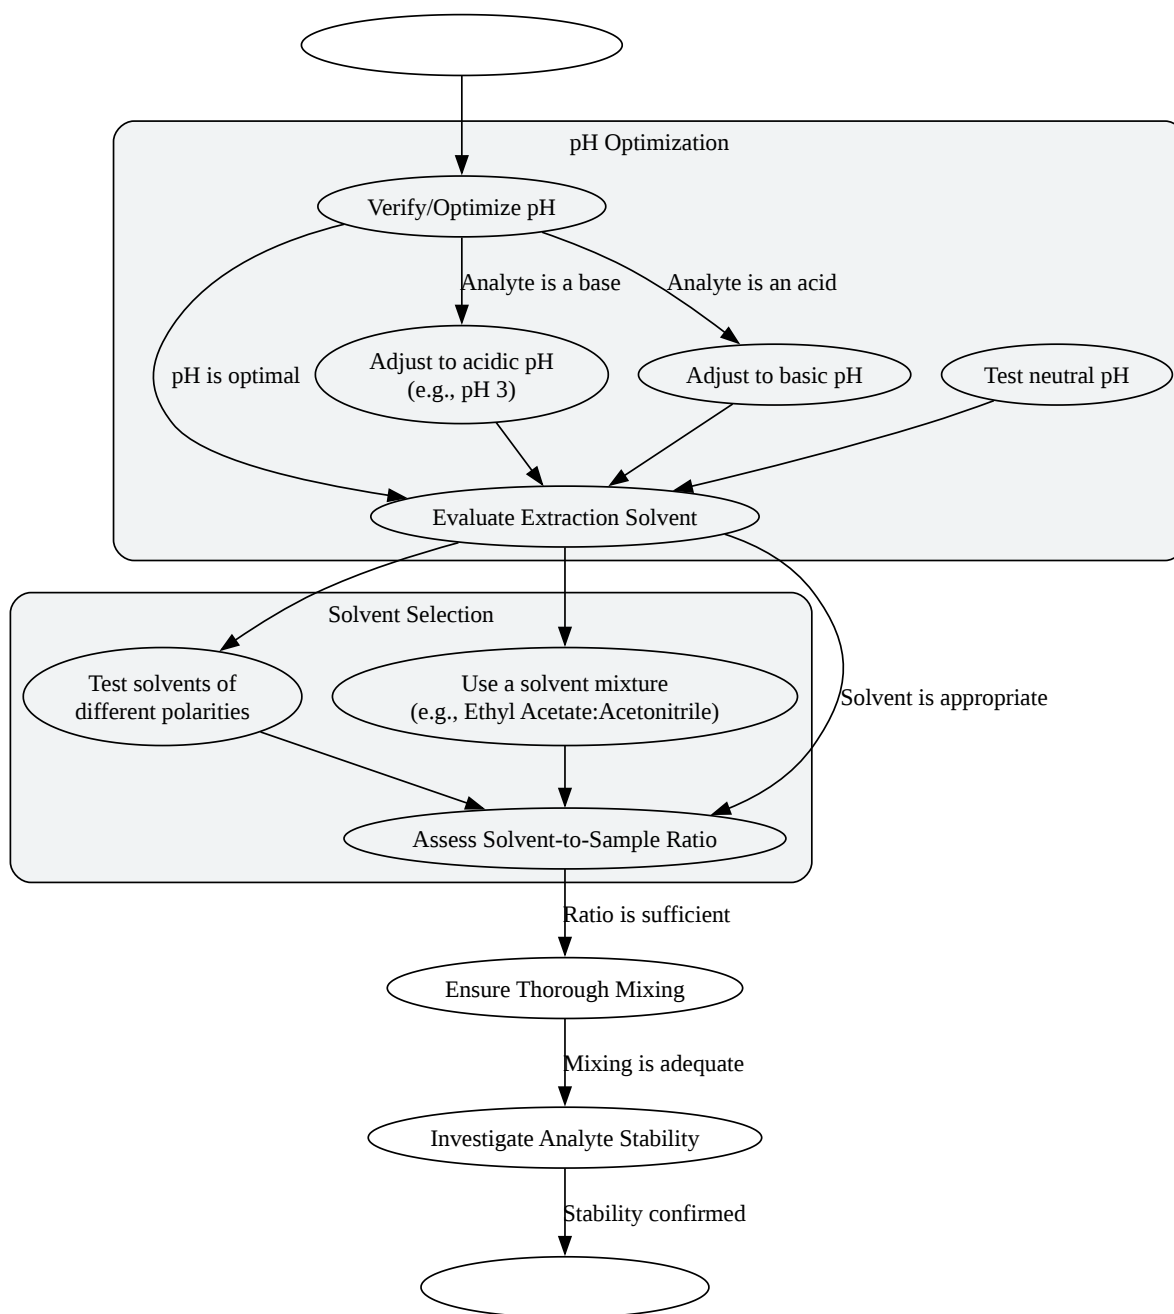 pH Optimization
Verify/Optimize pH
Analyte is a base
Analyte is an acid
pH is optimal
Adjust to acidic pH
(e.g., pH 3)
Adjust to basic pH
Test neutral pH
Evaluate Extraction Solvent
Solvent Selection
Test solvents of
different polarities
Use a solvent mixture
(e.g., Ethyl Acetate:Acetonitrile)
Solvent is appropriate
Assess Solvent-to-Sample Ratio
Ratio is sufficient
Ensure Thorough Mixing
Mixing is adequate
Investigate Analyte Stability
Stability confirmed